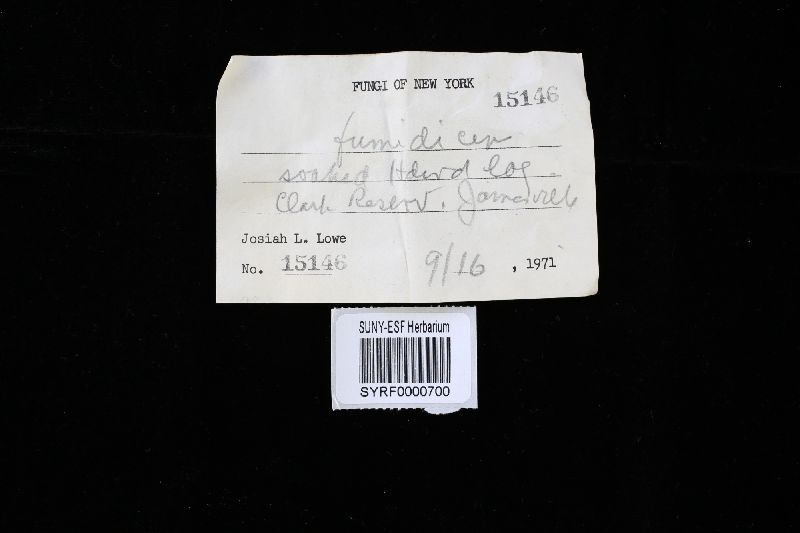 FUNGI OF NEW YORK
15146
fumidicep
soaked Hdwd log.
Clark Reserv. Jamesville
Josiah L. Lowe
No. 15146 9/16, 1971
SUNY-ESF Herbarium
SYRF0000700